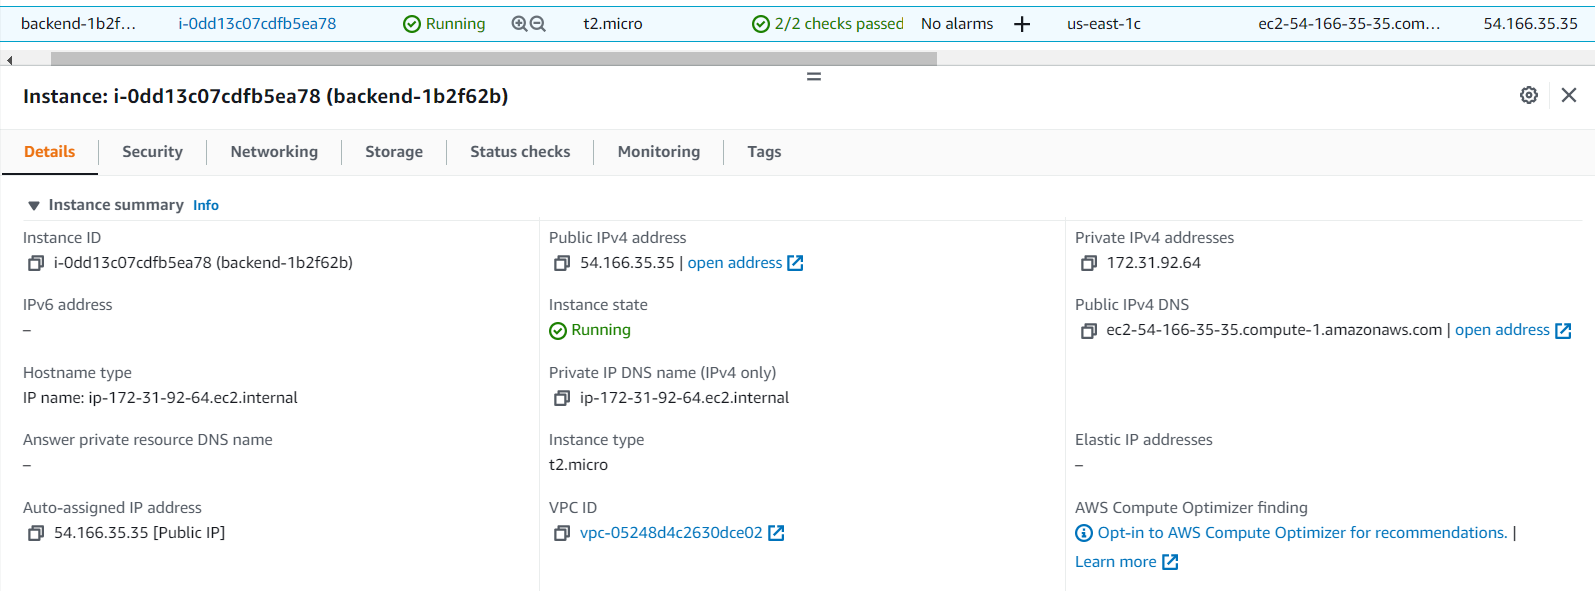 backend-1b2f… i-0dd13c07cdfb5ea78 Running t2.micro 2/2 checks passed No alarms + us-east-1c ec2-54-166-35-35.com… 54.166.35.35
Instance: i-0dd13c07cdfb5ea78 (backend-1b2f62b)
Details Security Networking Storage Status checks Monitoring Tags
Instance summary Info
Instance ID
i-0dd13c07cdfb5ea78 (backend-1b2f62b)
Public IPv4 address
54.166.35.35 | open address
Private IPv4 addresses
172.31.92.64
IPv6 address
–
Instance state
Running
Public IPv4 DNS
ec2-54-166-35-35.compute-1.amazonaws.com | open address
Hostname type
IP name: ip-172-31-92-64.ec2.internal
Private IP DNS name (IPv4 only)
ip-172-31-92-64.ec2.internal
Answer private resource DNS name
–
Instance type
t2.micro
Elastic IP addresses
–
Auto-assigned IP address
54.166.35.35 [Public IP]
VPC ID
vpc-05248d4c2630dce02
AWS Compute Optimizer finding
Opt-in to AWS Compute Optimizer for recommendations. |
Learn more